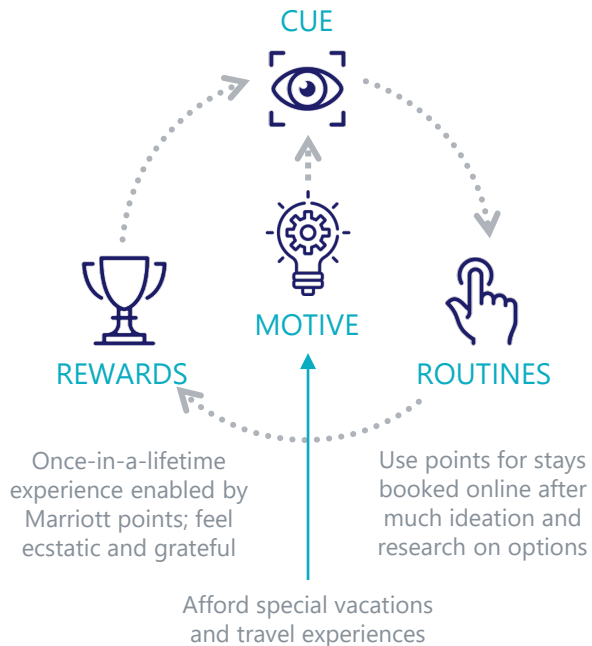 CUE
MOTIVE
REWARDS
ROUTINES
Once-in-a-lifetime
experience enabled by
Marriott points; feel
ecstatic and grateful
Use points for stays
booked online after
much ideation and
research on options
Afford special vacations
and travel experiences